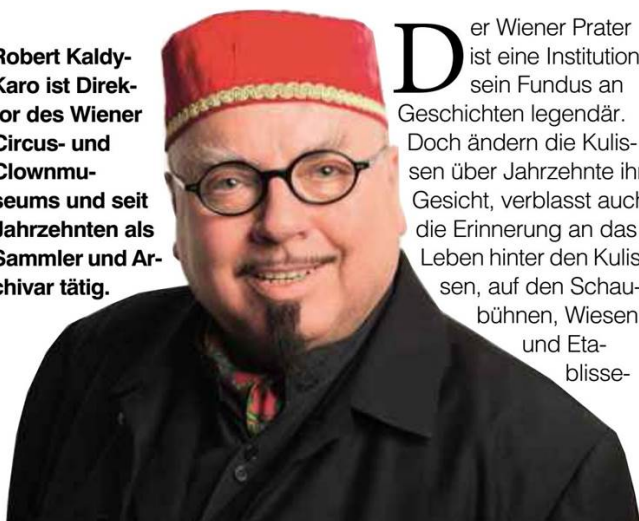 Robert Kaldy-
Karo ist Direk-
tor des Wiener
Circus- und
Clownmu-
seums und seit
Jahrzehnten als
Sammler und Ar-
chivar tätig.
Der Wiener Prater
ist eine Institution
sein Fundus an
Geschichten legendär.
Doch ändern die Kulis-
sen über Jahrzehnte ihr
Gesicht, verblasst auch
die Erinnerung an das
Leben hinter den Kulis
sen, auf den Schau-
bühnen, Wiesen
und Eta-
blisse-